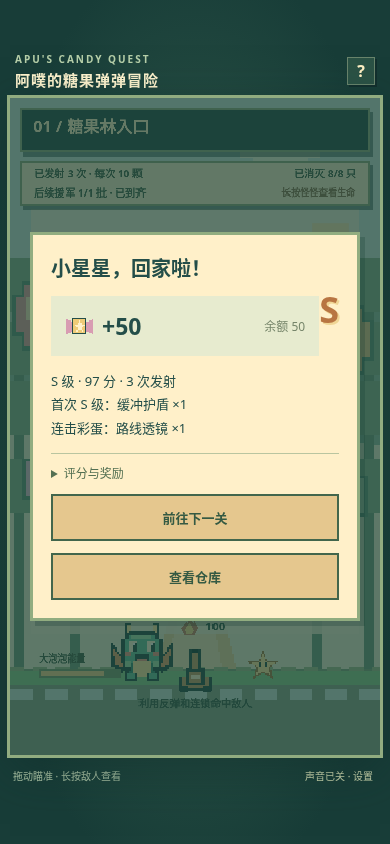 APU'S CANDY QUEST
阿噗的糖果弹弹冒险
?
01 / 糖果林入口
已发射 3 次 · 每次 10 颗
已消灭 8/8 只
后续援军 1/1 批 · 已到齐
长按怪怪查看生命
小星星，回家啦！
+50
余额 50
S
S 级 · 97 分 · 3 次发射
首次 S 级：缓冲护盾 ×1
连击彩蛋：路线透镜 ×1
▶ 评分与奖励
前往下一关
查看仓库
100
大泡泡能量
利用反弹和连锁命中敌人
拖动瞄准 · 长按敌人查看
声音已关 · 设置